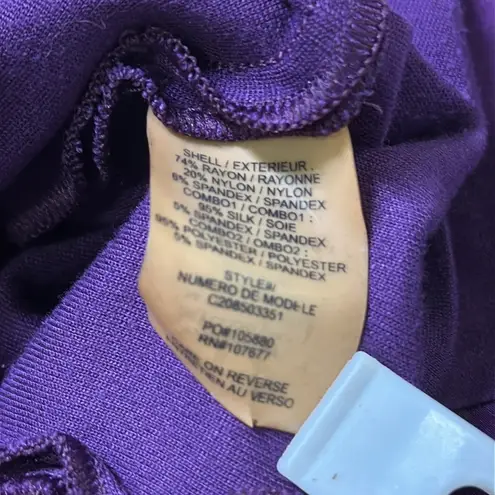 SHELL / EXTERIEUR :
74% RAYON / RAYONNE
20% NYLON / NYLON
6% SPANDEX / SPANDEX
COMBO1 / COMBO1 :
95% SILK / SOIE
5% SPANDEX / SPANDEX
COMBO2 / OMBO2 :
95% POLYESTER / POLYESTER
5% SPANDEX / SPANDEX
STYLE#/
NUMERO DE MODELE
C208503351
PO#105880
RN#107677
ON REVERSE
AU VERSO